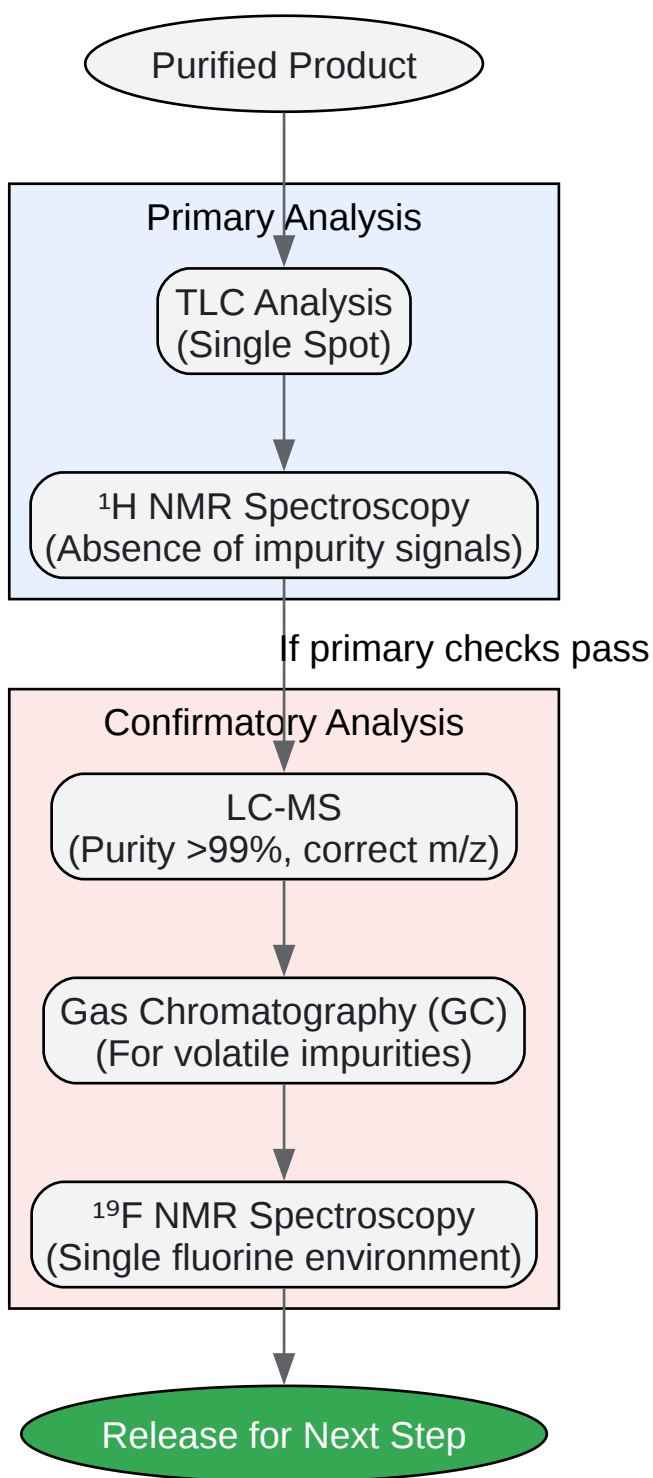 Purified Product
Primary Analysis
TLC Analysis
(Single Spot)
¹H NMR Spectroscopy
(Absence of impurity signals)
If primary checks pass
Confirmatory Analysis
LC-MS
(Purity >99%, correct m/z)
Gas Chromatography (GC)
(For volatile impurities)
¹⁹F NMR Spectroscopy
(Single fluorine environment)
Release for Next Step